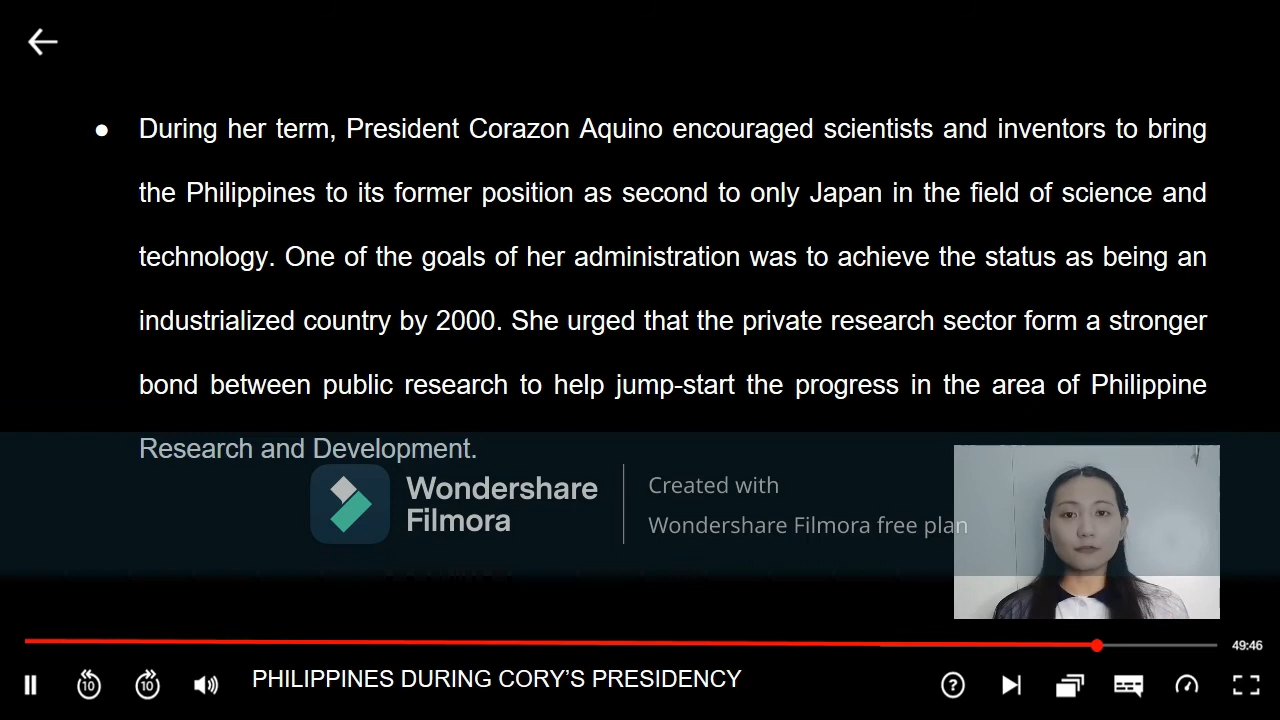 ● During her term, President Corazon Aquino encouraged scientists and inventors to bring
the Philippines to its former position as second to only Japan in the field of science and
technology. One of the goals of her administration was to achieve the status as being an
industrialized country by 2000. She urged that the private research sector form a stronger
bond between public research to help jump-start the progress in the area of Philippine
Research and Development.
Wondershare
Filmora
Created with
Wondershare Filmora free plan
49:46
10
10
PHILIPPINES DURING CORY’S PRESIDENCY
?